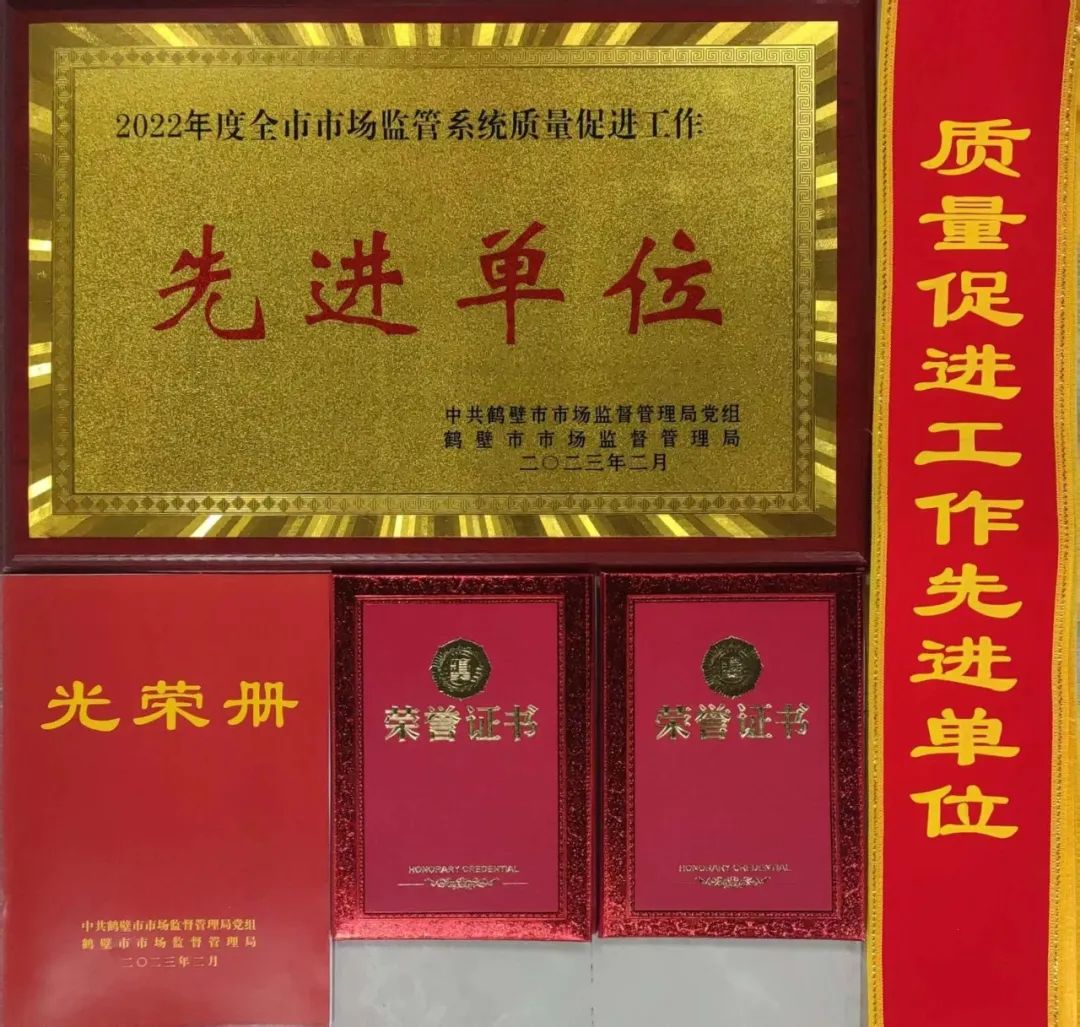 2022年度全市市场监管系统质量促进工作
先进单位
中共鹤壁市市场监督管理局党组
鹤壁市市场监督管理局
二〇二三年二月
质量促进工作先进单位
光荣册
中共鹤壁市市场监督管理局党组
鹤壁市市场监督管理局
二〇二三年二月
荣誉证书
HONORARY CREDENTIAL
荣誉证书
HONORARY CREDENTIAL